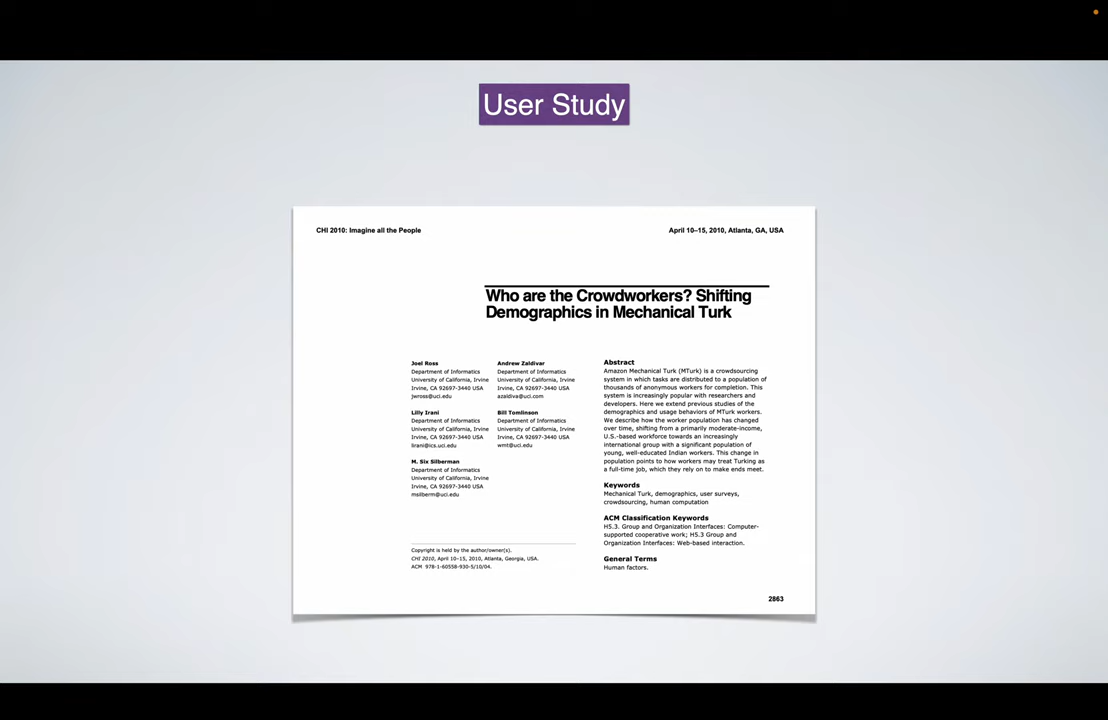 User Study
CHI 2010: Imagine all the People
April 10–15, 2010, Atlanta, GA, USA
Who are the Crowdworkers? Shifting
Demographics in Mechanical Turk
Joel Ross
Department of Informatics
University of California, Irvine
Irvine, CA 92697-3440 USA
jwross@uci.edu
Lilly Irani
Department of Informatics
University of California, Irvine
Irvine, CA 92697-3440 USA
lirani@ics.uci.edu
M. Six Silberman
Department of Informatics
University of California, Irvine
Irvine, CA 92697-3440 USA
msilberm@uci.edu
Andrew Zaldivar
Department of Informatics
University of California, Irvine
Irvine, CA 92697-3440 USA
azaldiva@uci.com
Bill Tomlinson
Department of Informatics
University of California, Irvine
Irvine, CA 92697-3440 USA
wmt@uci.edu
Copyright is held by the author/owner(s).
CHI 2010, April 10–15, 2010, Atlanta, Georgia, USA.
ACM 978-1-60558-930-5/10/04.
Abstract
Amazon Mechanical Turk (MTurk) is a crowdsourcing
system in which tasks are distributed to a population of
thousands of anonymous workers for completion. This
system is increasingly popular with researchers and
developers. Here we extend previous studies of the
demographics and usage behaviors of MTurk workers.
We describe how the worker population has changed
over time, shifting from a primarily moderate-income,
U.S.-based workforce towards an increasingly
international group with a significant population of
young, well-educated Indian workers. This change in
population points to how workers may treat Turking as
a full-time job, which they rely on to make ends meet.
Keywords
Mechanical Turk, demographics, user surveys,
crowdsourcing, human computation
ACM Classification Keywords
H5.3. Group and Organization Interfaces: Computer-
supported cooperative work; H5.3 Group and
Organization Interfaces: Web-based interaction.
General Terms
Human factors.
2863